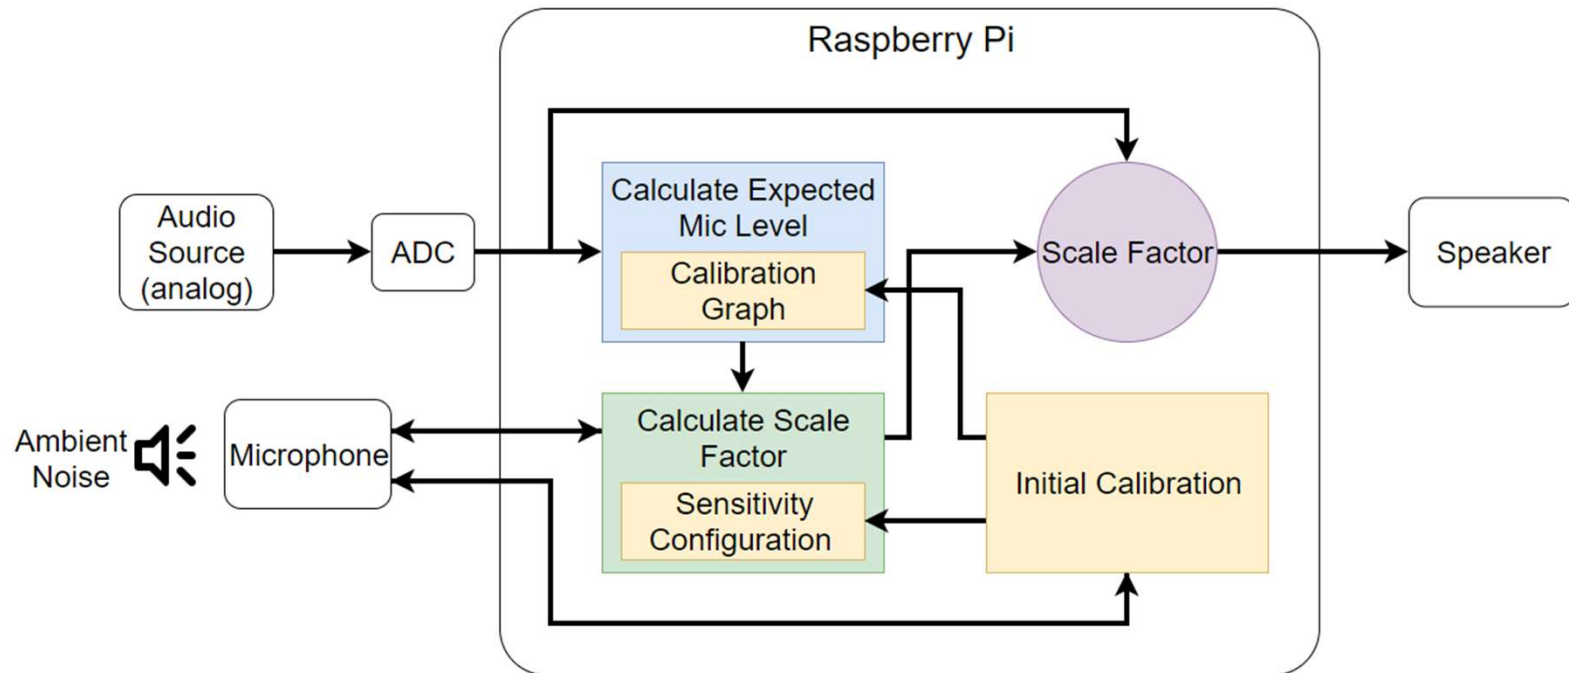 Raspberry Pi
Audio
Source
(analog)
ADC
Calculate Expected
Mic Level
Calibration
Graph
Scale Factor
Speaker
Ambient
Noise
Microphone
Calculate Scale
Factor
Sensitivity
Configuration
Initial Calibration